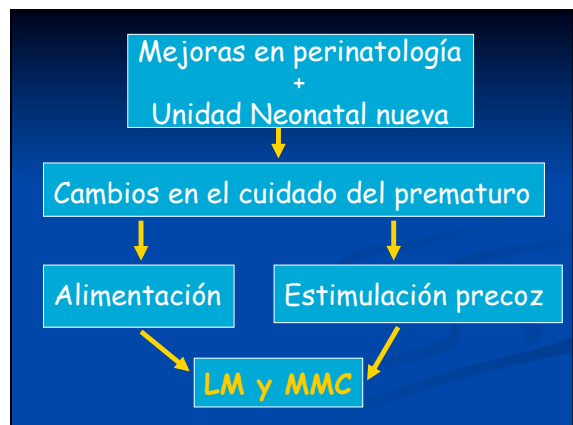 Mejoras en perinatología
+
Unidad Neonatal nueva
Cambios en el cuidado del prematuro
Alimentación
Estimulación precoz
LM y MMC